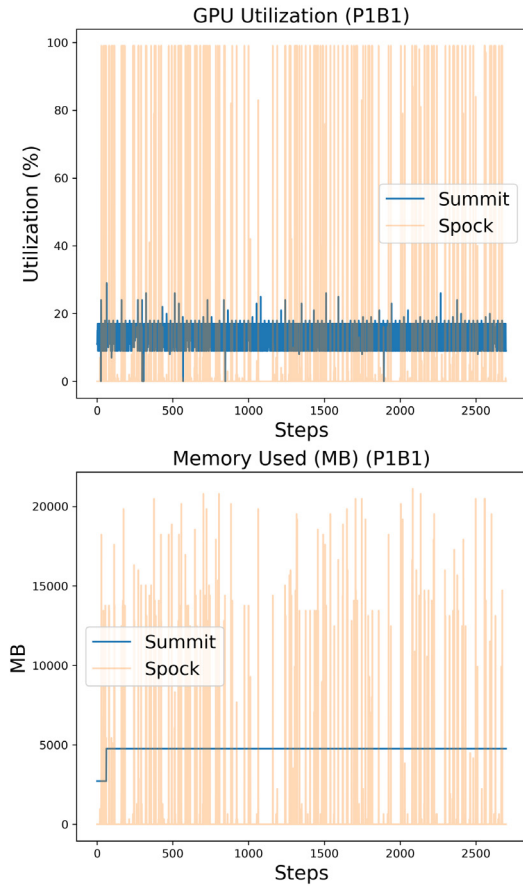 GPU Utilization (P1B1)
100
80
60
40
20
0
Utilization (%)
Summit
Spock
0
500
1000
1500
2000
2500
Steps
Memory Used (MB) (P1B1)
20000
15000
10000
5000
0
MB
Summit
Spock
0
500
1000
1500
2000
2500
Steps